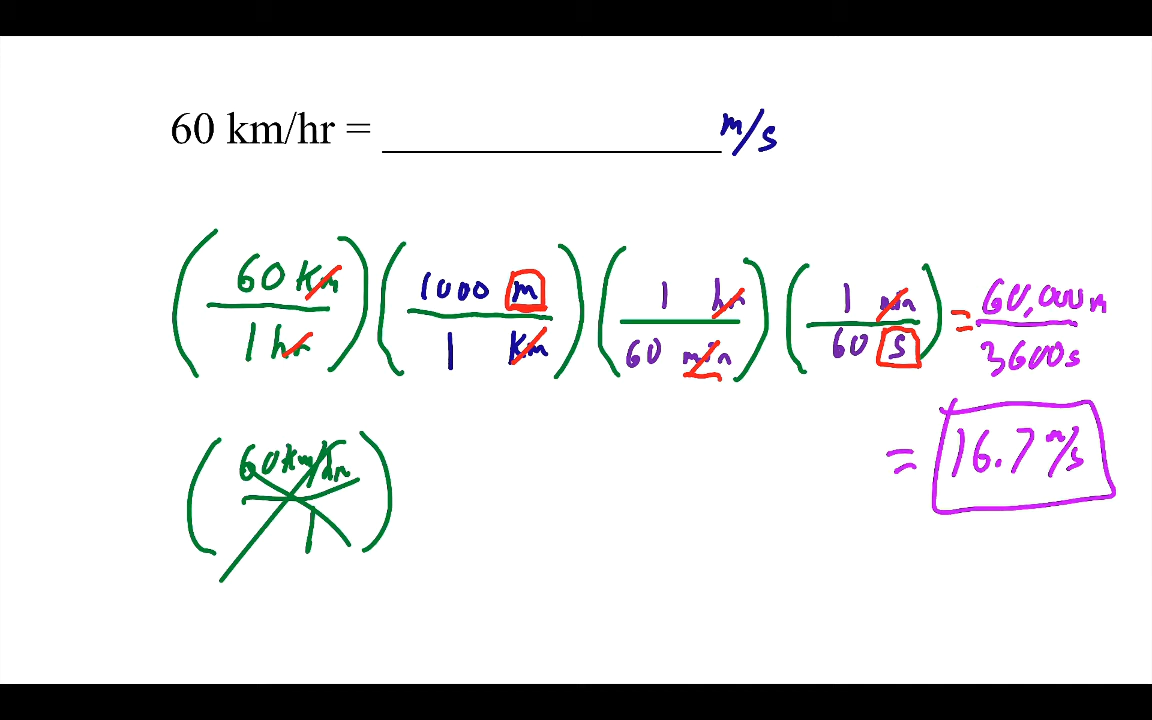 60 km/hr = ____________ m/s
(60 km / 1 hr) (1000 m / 1 km) (1 hr / 60 min) (1 min / 60 s) = 60,000 m / 3600 s
= 16.7 m/s
(60 km/hr / 1)